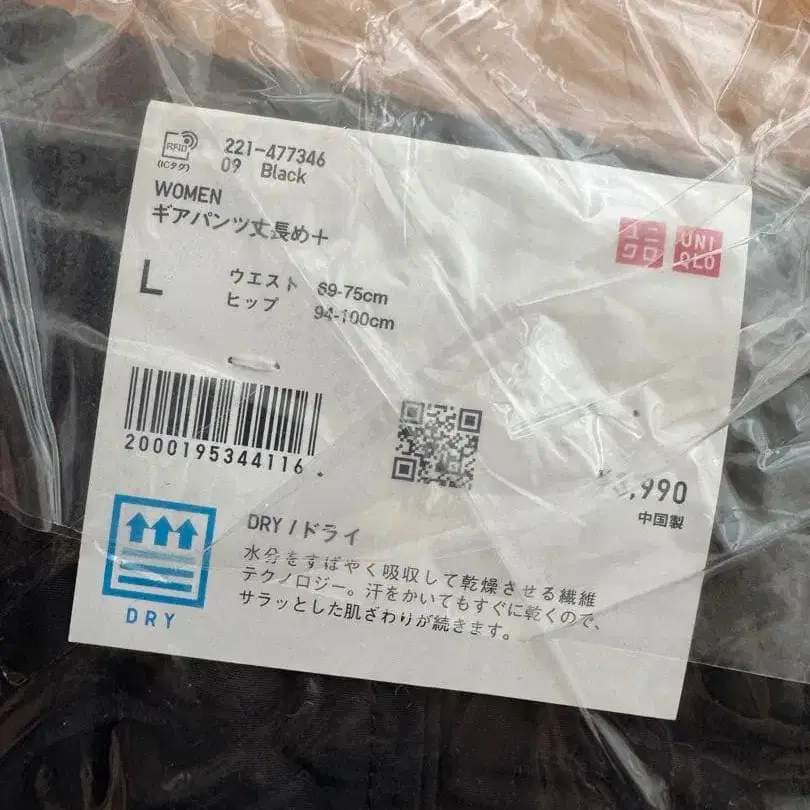 RFID
(ICタグ)
221-477346
09 Black
WOMEN
ギアパンツ丈長め+
ユニ
クロ
UNI
QLO
L
ウエスト 69-75cm
ヒップ 94-100cm
2000195344116
¥3,990
中国製
DRY
DRY / ドライ
水分をすばやく吸収して乾燥させる繊維
テクノロジー。汗をかいてもすぐに乾くので、
サラッとした肌ざわりが続きます。